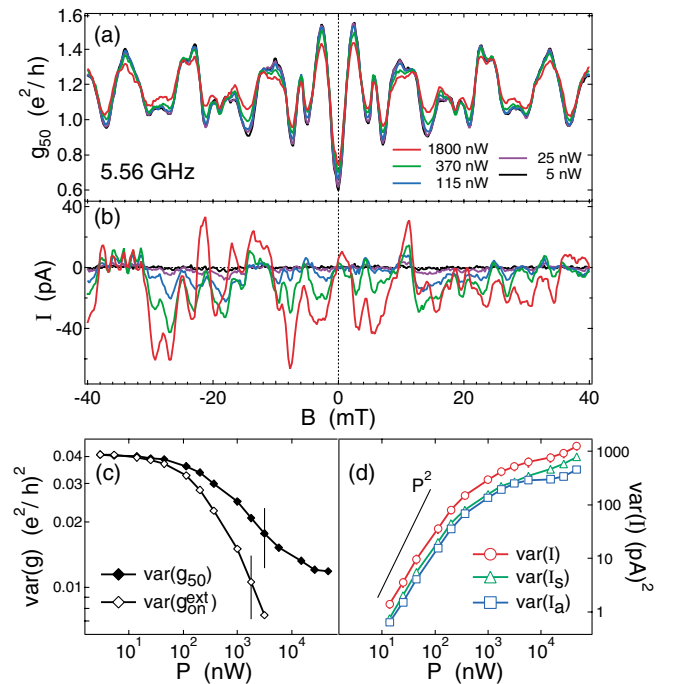 (a)
g50 (e²/h)
1.6
1.4
1.2
1.0
0.8
0.6
5.56 GHz
1800 nW
370 nW
115 nW
25 nW
5 nW
(b)
I (pA)
40
0
-40
-40 -20 0 20 40
B (mT)
(c)
var(g) (e²/h)²
0.04
0.03
0.02
0.01
var(g50)
var(g^ext_on)
10¹ 10² 10³ 10⁴
P (nW)
(d)
P²
var(I)
var(Is)
var(Ia)
1000
100
10
1
var(I) (pA)²
10¹ 10² 10³ 10⁴
P (nW)